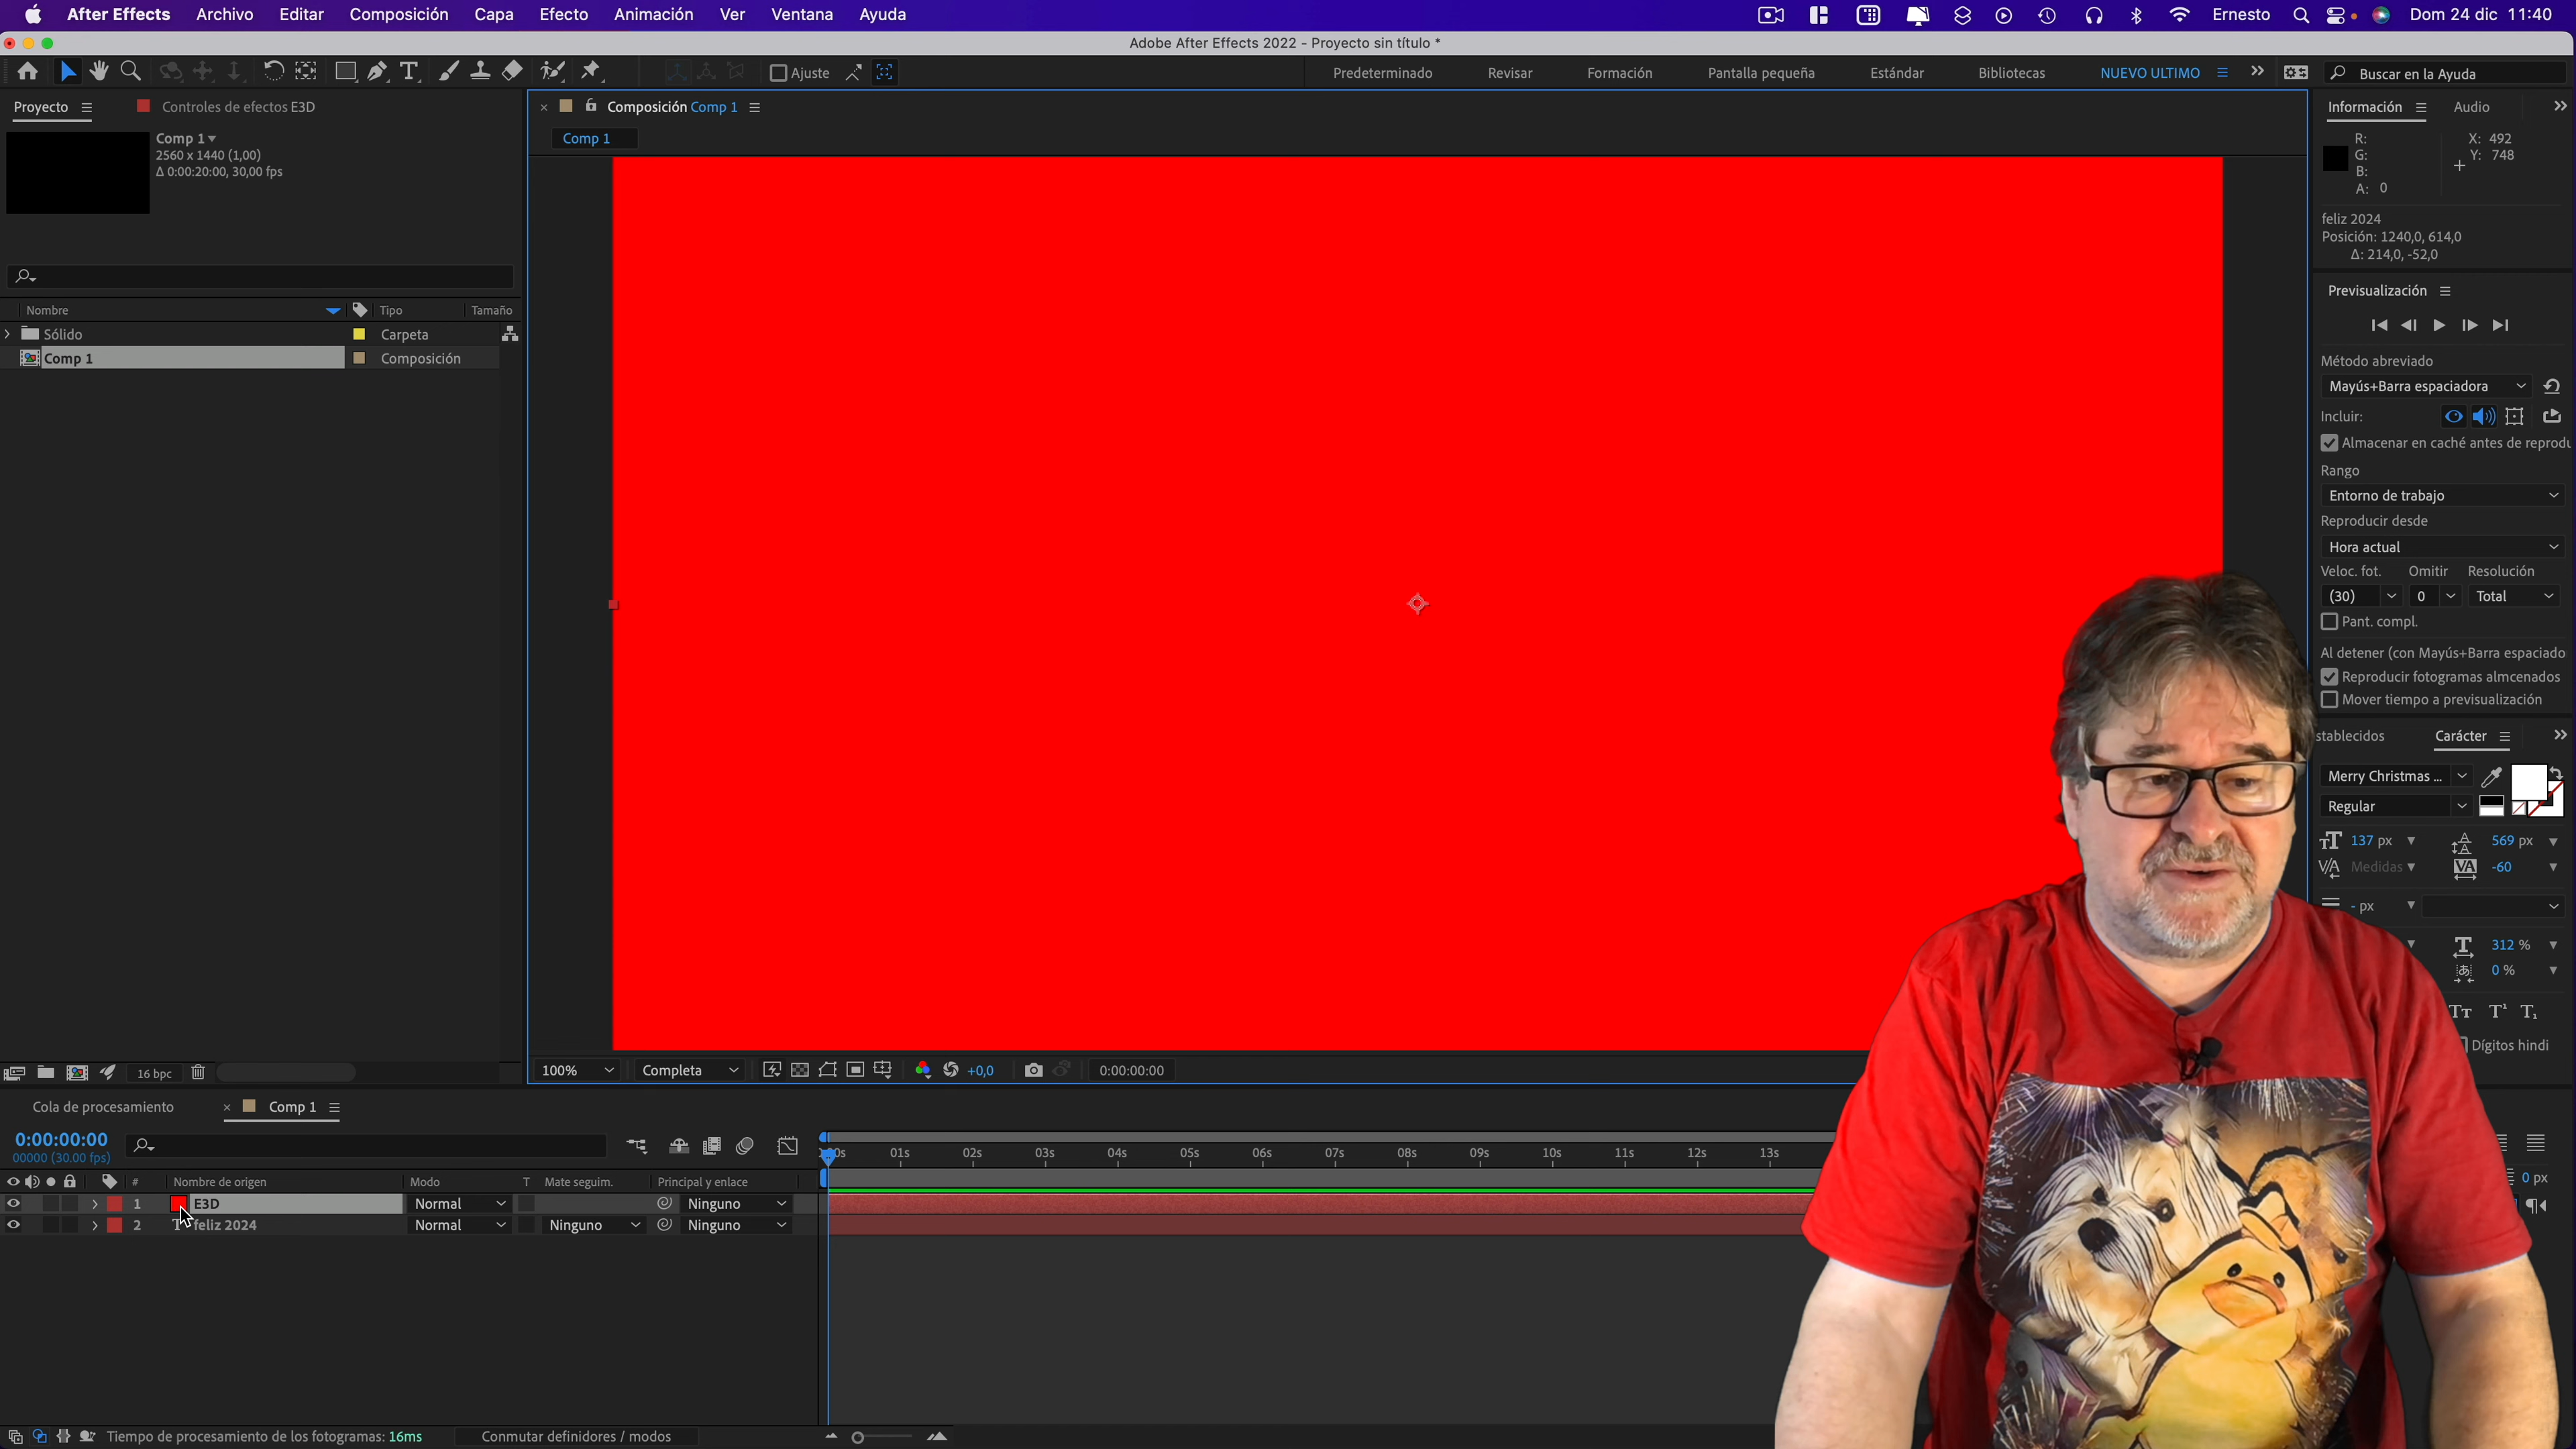 After Effects Archivo Editar Composición Capa Efecto Animación Ver Ventana Ayuda Ernesto Dom 24 dic 11:40
Adobe After Effects 2022 - Proyecto sin título *
Ajuste Predeterminado Revisar Formación Pantalla pequeña Estándar Bibliotecas NUEVO ULTIMO Buscar en la Ayuda
Proyecto Controles de efectos E3D
Comp 1
2560 x 1440 (1,00)
Δ 0:00:20:00, 30,00 fps
Nombre Tipo Tamaño
Sólido Carpeta
Comp 1 Composición
16 bpc
Composición Comp 1
Comp 1
100% Completa +0,0 0:00:00:00
Información Audio
R: X: 492
G: Y: 748
B:
A: 0
feliz 2024
Posición: 1240,0, 614,0
Δ: 214,0, -52,0
Previsualización
Método abreviado
Mayús+Barra espaciadora
Incluir:
Almacenar en caché antes de reprodu
Rango
Entorno de trabajo
Reproducir desde
Hora actual
Veloc. fot. Omitir Resolución
(30) 0 Total
Pant. compl.
Al detener (con Mayús+Barra espaciado
Reproducir fotogramas almcenados
Mover tiempo a previsualización
stablecidos Carácter
Merry Christmas ...
Regular
137 px 569 px
Medidas -60
- px
312 %
0 %
Dígitos hindi
0 px
Cola de procesamiento Comp 1
0:00:00:00
00000 (30.00 fps)
00s 01s 02s 03s 04s 05s 06s 07s 08s 09s 10s 11s 12s 13s
# Nombre de origen Modo T Mate seguim. Principal y enlace
1 E3D Normal Ninguno
2 feliz 2024 Normal Ninguno Ninguno
Tiempo de procesamiento de los fotogramas: 16ms Conmutar definidores / modos